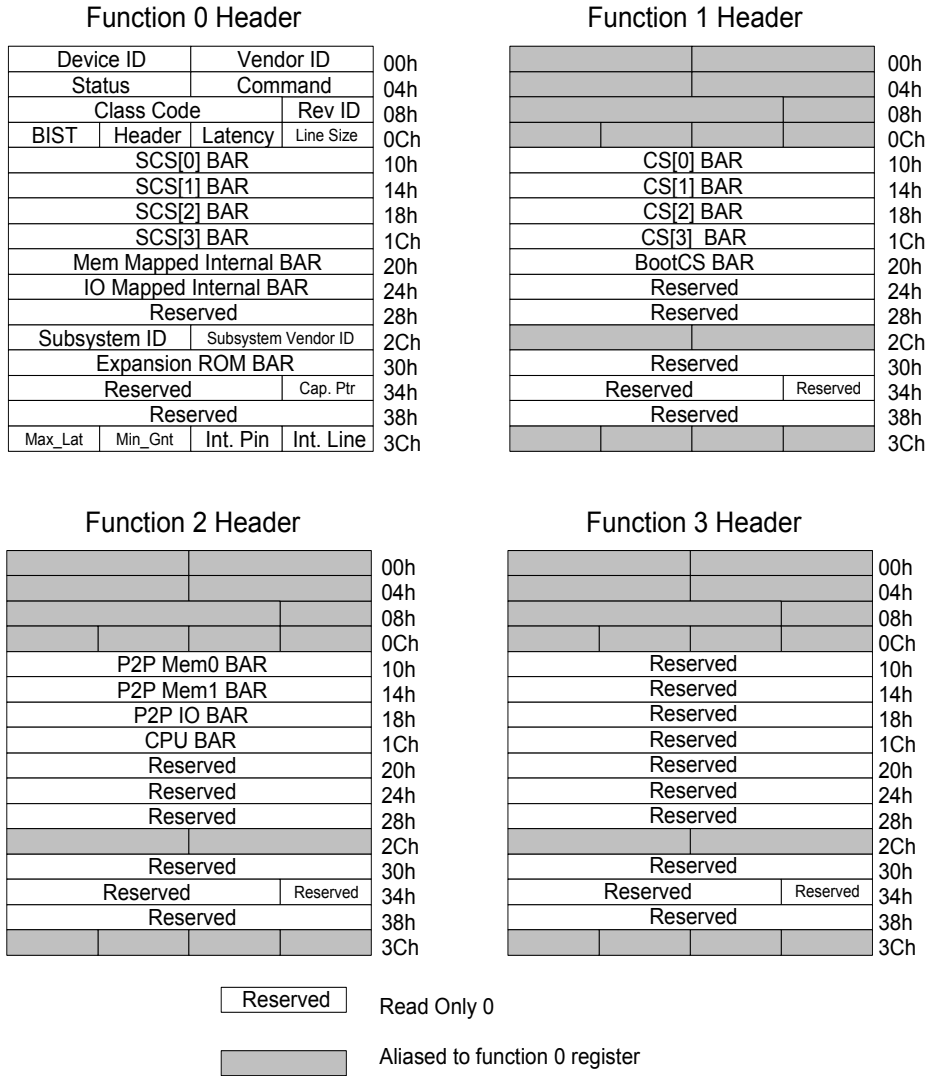 Function 0 Header
Device ID Vendor ID 00h
Status Command 04h
Class Code Rev ID 08h
BIST Header Latency Line Size 0Ch
SCS[0] BAR 10h
SCS[1] BAR 14h
SCS[2] BAR 18h
SCS[3] BAR 1Ch
Mem Mapped Internal BAR 20h
IO Mapped Internal BAR 24h
Reserved 28h
Subsystem ID Subsystem Vendor ID 2Ch
Expansion ROM BAR 30h
Reserved Cap. Ptr 34h
Reserved 38h
Max_Lat Min_Gnt Int. Pin Int. Line 3Ch
Function 1 Header
00h
04h
08h
0Ch
CS[0] BAR 10h
CS[1] BAR 14h
CS[2] BAR 18h
CS[3] BAR 1Ch
BootCS BAR 20h
Reserved 24h
Reserved 28h
2Ch
Reserved 30h
Reserved Reserved 34h
Reserved 38h
3Ch
Function 2 Header
00h
04h
08h
0Ch
P2P Mem0 BAR 10h
P2P Mem1 BAR 14h
P2P IO BAR 18h
CPU BAR 1Ch
Reserved 20h
Reserved 24h
Reserved 28h
2Ch
Reserved 30h
Reserved Reserved 34h
Reserved 38h
3Ch
Function 3 Header
00h
04h
08h
0Ch
Reserved 10h
Reserved 14h
Reserved 18h
Reserved 1Ch
Reserved 20h
Reserved 24h
Reserved 28h
2Ch
Reserved 30h
Reserved Reserved 34h
Reserved 38h
3Ch
Reserved Read Only 0
Aliased to function 0 register